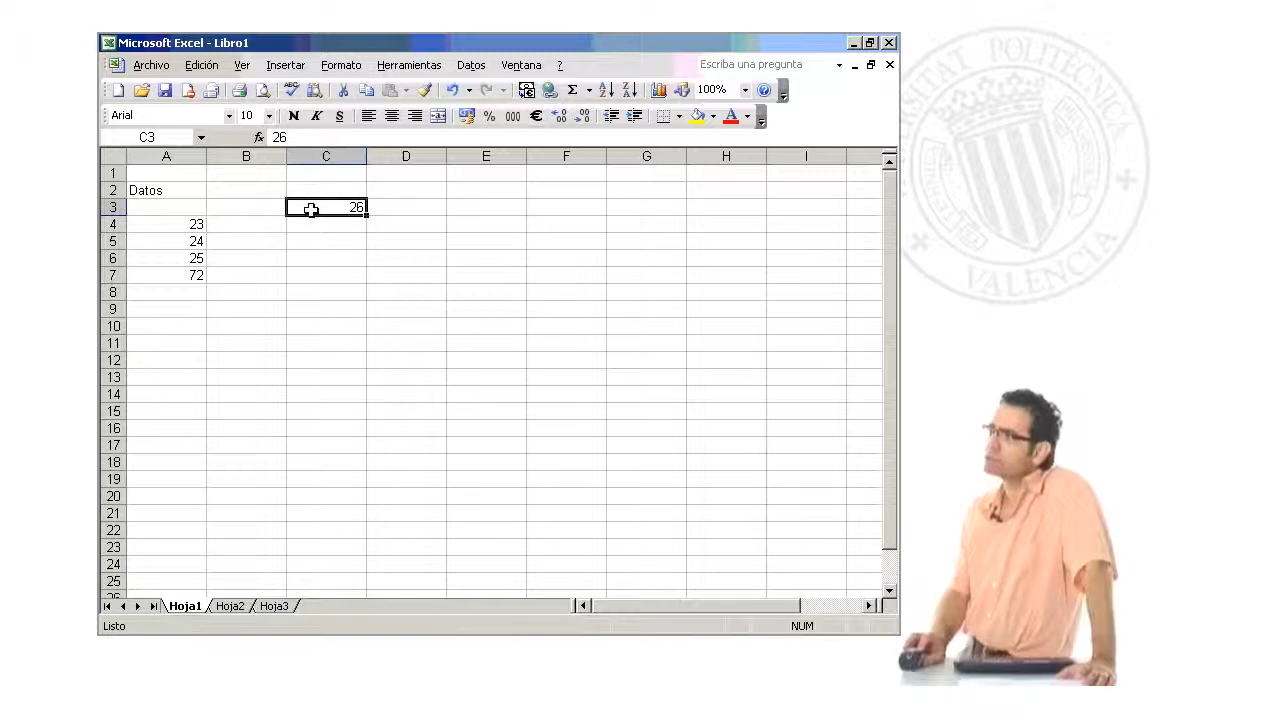 Microsoft Excel - Libro1
Archivo Edición Ver Insertar Formato Herramientas Datos Ventana ? Escriba una pregunta
100%
Arial 10 N K S % 000 €
C3 fx 26
A B C D E F G H I
1
2 Datos
3 26
4 23
5 24
6 25
7 72
8
9
10
11
12
13
14
15
16
17
18
19
20
21
22
23
24
25
26
Hoja1 Hoja2 Hoja3
Listo NUM
POLITÈCNICA
VALÈNCIA